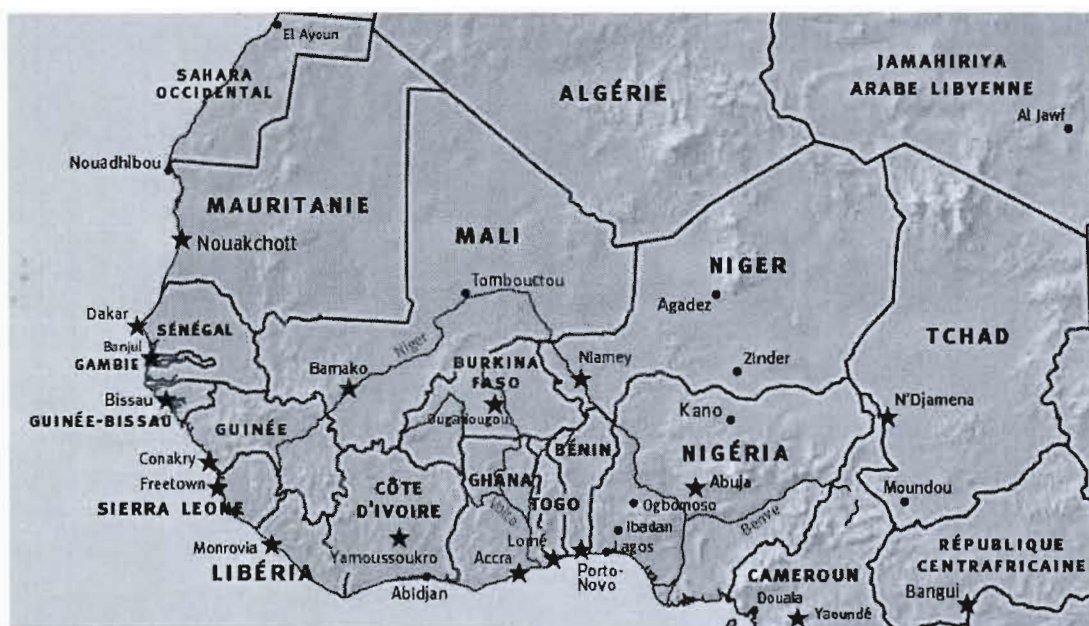 El Ayoun
SAHARA
OCCIDENTAL
ALGÉRIE
JAMAHIRIYA
ARABE LIBYENNE
Al Jawf
Nouadhibou
MAURITANIE
Nouakchott
MALI
Tombouctou
NIGER
Agadez
TCHAD
Dakar
SÉNÉGAL
Banjul
GAMBIE
Niger
Bamako
BURKINA
FASO
Niamey
Zinder
Bissau
GUINÉE-BISSAU
GUINÉE
Ougadougou
Kano
N'Djamena
BÉNIN
NIGÉRIA
Conakry
Freetown
SIERRA LEONE
CÔTE
D'IVOIRE
GHANA
Volta
TOGO
Abuja
Ogbomoso
Ibadan
Lagos
Moundou
Monrovia
LIBÉRIA
Yamoussoukro
Abidjan
Accra
Lomé
Porto-
Novo
CAMEROUN
Douala
Yaoundé
RÉPUBLIQUE
CENTRAFRICAINE
Bangui